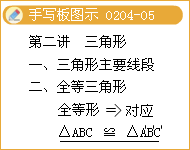 手写板图示 0204-05
第二讲 三角形
一、三角形主要线段
二、全等三角形
全等形 ⇒ 对应
△ABC ≌ △A'B'C'